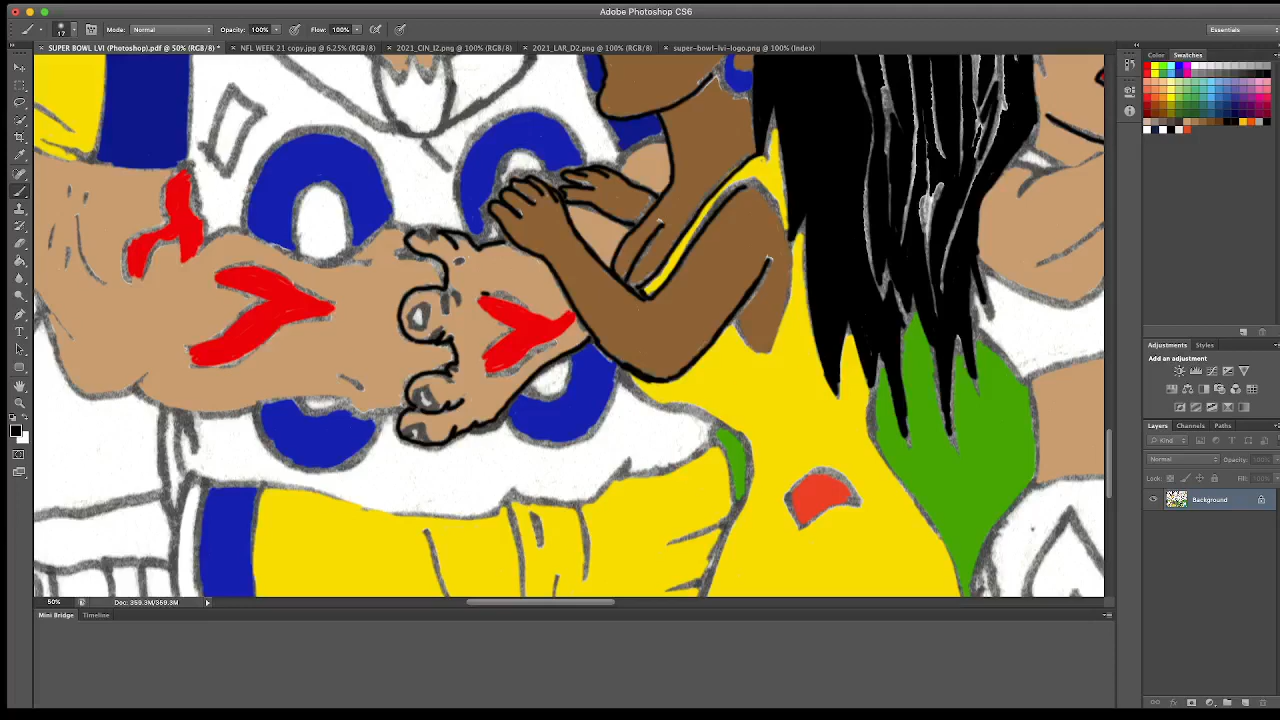 Adobe Photoshop CS6
17 Mode: Normal Opacity: 100% Flow: 100% Essentials
SUPER BOWL LVI (Photoshop).pdf @ 50% (RGB/8) * NFL WEEK 21 copy.jpg @ 6.25% (RGB/8) 2021_CIN_I2.png @ 100% (RGB/8) 2021_LAR_D2.png @ 100% (RGB/8) super-bowl-lvi-logo.png @ 100% (Index)
Color Swatches
Adjustments Styles
Add an adjustment
Layers Channels Paths
Kind
Normal Opacity: 100%
Lock: Fill: 100%
Background
50% Doc: 359.3M/359.3M
Mini Bridge Timeline